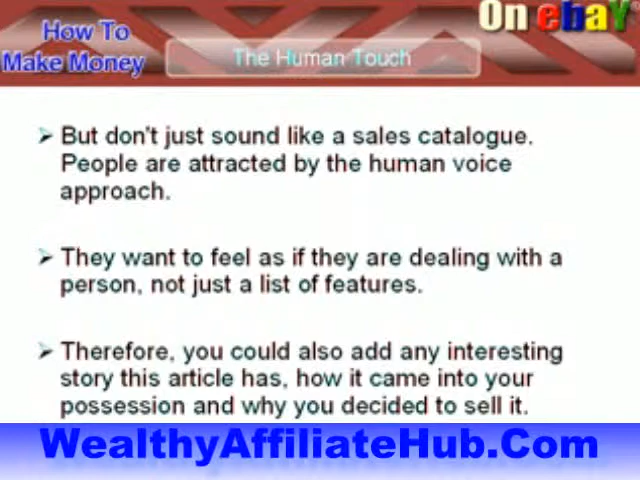 How To
Make Money
The Human Touch
On ebaY
But don't just sound like a sales catalogue.
People are attracted by the human voice
approach.
They want to feel as if they are dealing with a
person, not just a list of features.
Therefore, you could also add any interesting
story this article has, how it came into your
possession and why you decided to sell it.
WealthyAffiliateHub.Com